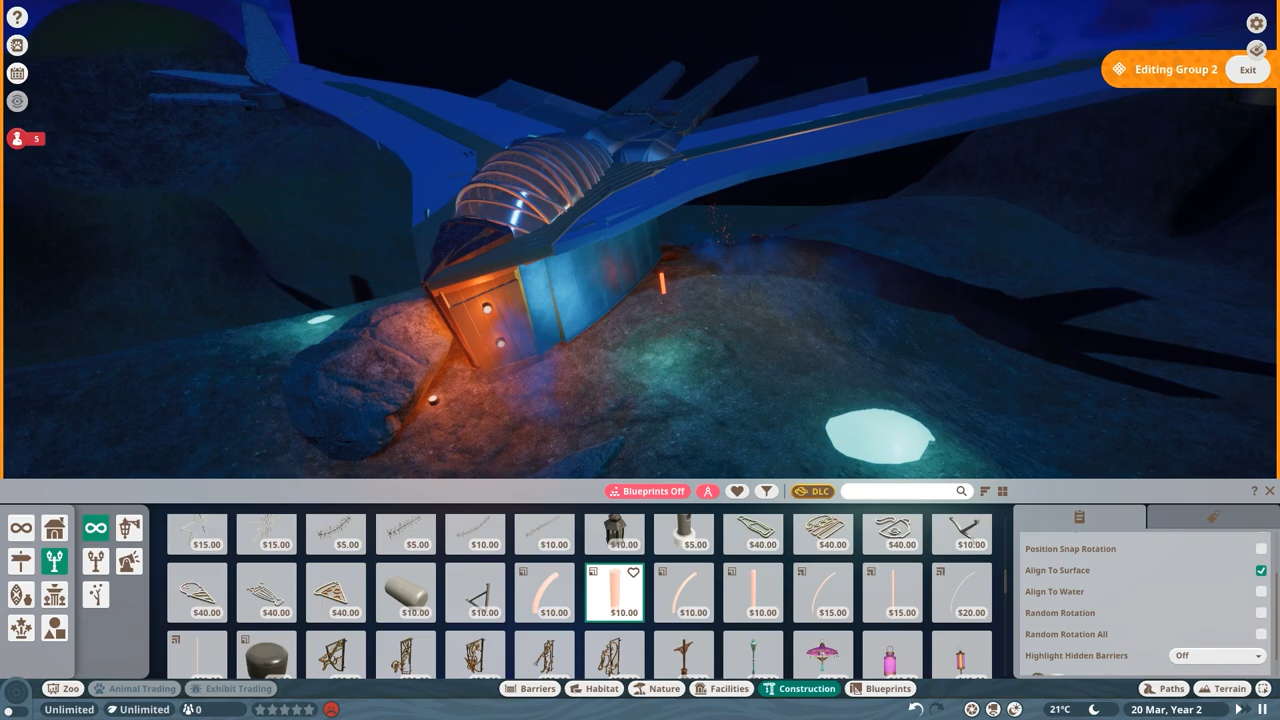 ?
Editing Group 2
Exit
5
Blueprints Off
DLC
?
$15.00 $15.00 $5.00 $5.00 $10.00 $10.00 $10.00 $5.00 $40.00 $40.00 $40.00 $10.00
$40.00 $40.00 $40.00 $10.00 $10.00 $10.00 $10.00 $10.00 $10.00 $15.00 $15.00 $20.00
Position Snap Rotation
Align To Surface
Align To Water
Random Rotation
Random Rotation All
Highlight Hidden Barriers
Off
Zoo
Animal Trading
Exhibit Trading
Barriers
Habitat
Nature
Facilities
Construction
Blueprints
Paths
Terrain
Unlimited
Unlimited
0
21°C
20 Mar, Year 2